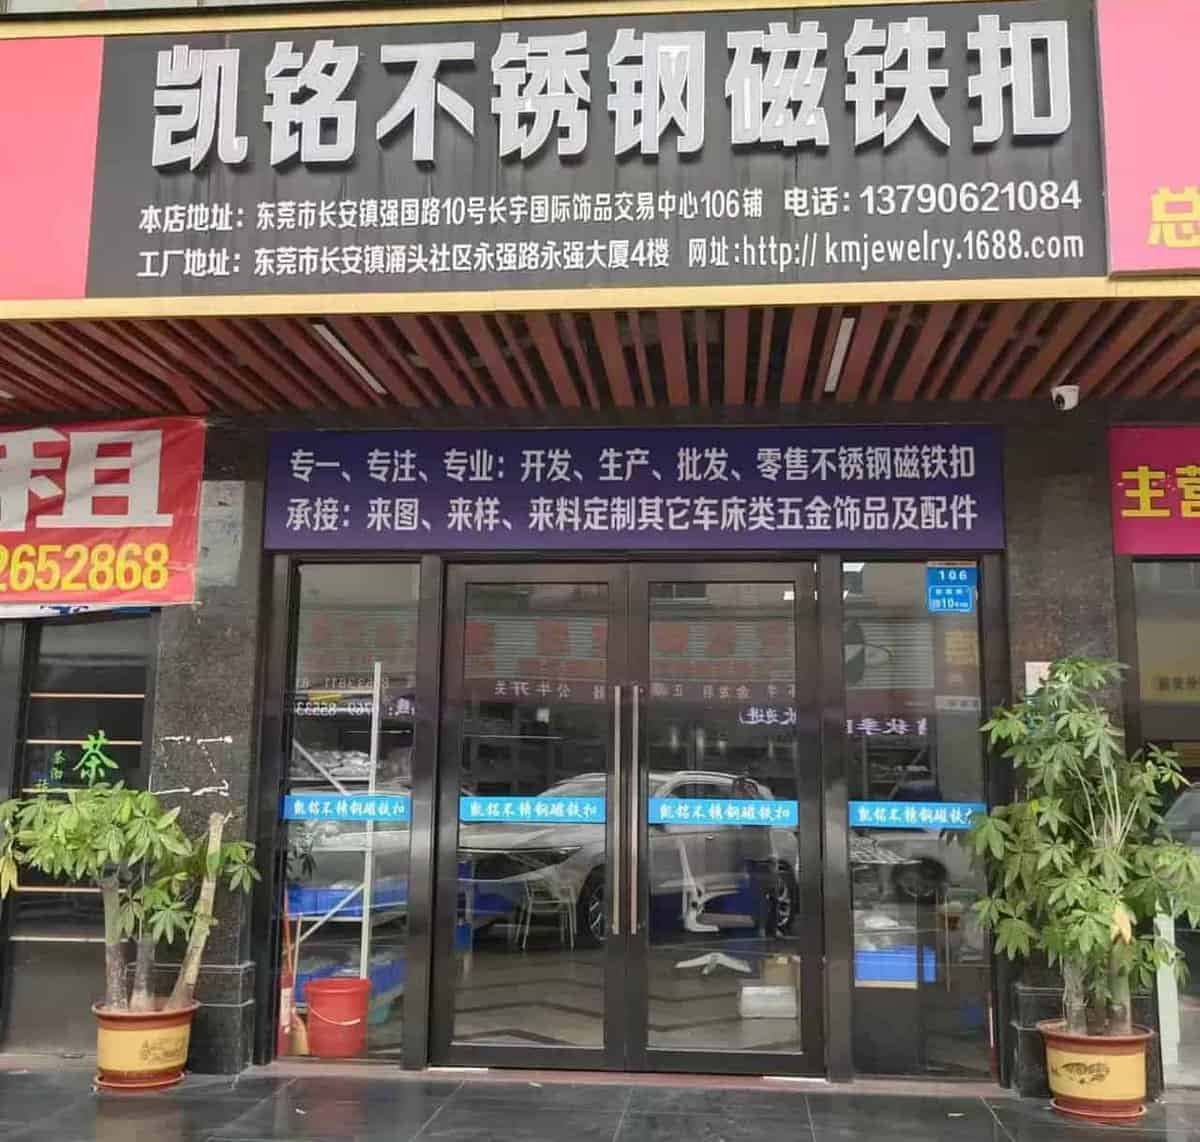 凯铭不锈钢磁铁扣
本店地址：东莞市长安镇强国路10号长宇国际饰品交易中心106铺 电话：13790621084
工厂地址：东莞市长安镇涌头社区永强路永强大厦4楼 网址:http://kmjewelry.1688.com
总
租
2652868
专一、专注、专业：开发、生产、批发、零售不锈钢磁铁扣
承接：来图、来样、来料定制其它车床类五金饰品及配件
主营
106
10
茶
凯铭不锈钢磁铁扣
凯铭不锈钢磁铁扣
凯铭不锈钢磁铁扣
凯铭不锈钢磁铁扣